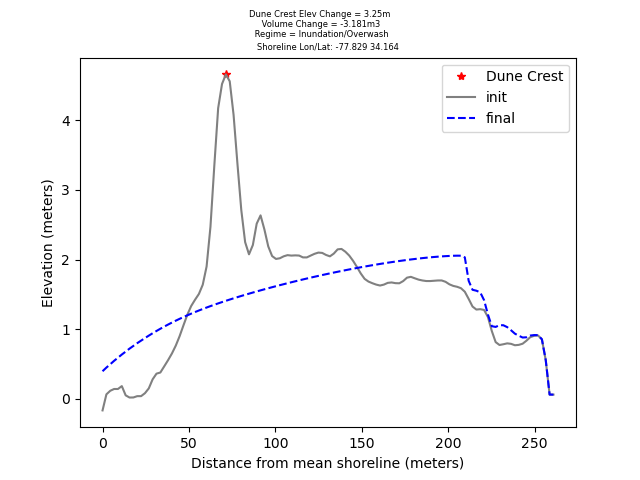 Dune Crest Elev Change = 3.25m
Volume Change = -3.181m3
Regime = Inundation/Overwash
Shoreline Lon/Lat: -77.829 34.164
Dune Crest
init
final
Elevation (meters)
4
3
2
1
0
0 50 100 150 200 250
Distance from mean shoreline (meters)